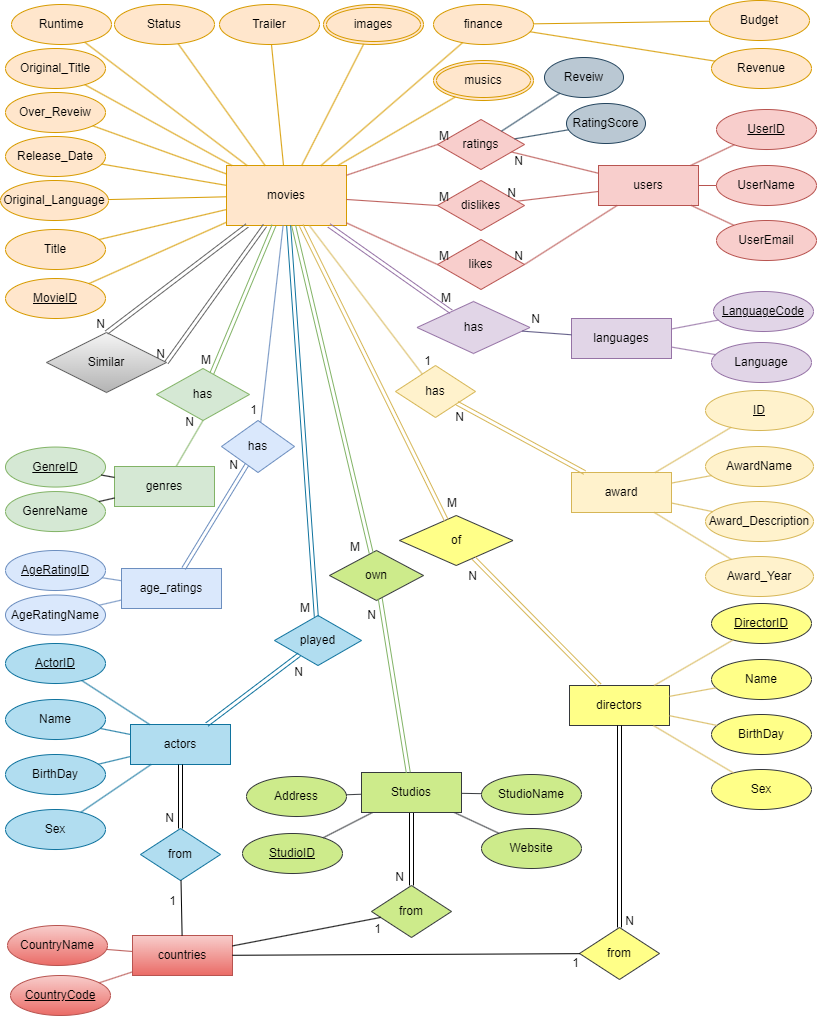 Runtime
Status
Trailer
images
finance
Budget
Original_Title
Revenue
musics
Reveiw
Over_Reveiw
RatingScore
UserID
M
ratings
Release_Date
N
movies
users
UserName
Original_Language
M
dislikes
N
UserEmail
Title
M
likes
N
MovieID
M
LanguageCode
N
has
N
languages
N
Similar
Language
M
1
has
has
1
N
N
ID
has
GenreID
N
AwardName
genres
award
M
GenreName
Award_Description
of
M
AgeRatingID
own
N
Award_Year
age_ratings
AgeRatingName
M
N
DirectorID
played
ActorID
N
Name
directors
Name
BirthDay
actors
BirthDay
Studios
Address
StudioName
Sex
N
Sex
Website
from
StudioID
N
1
from
N
1
CountryName
countries
from
1
CountryCode